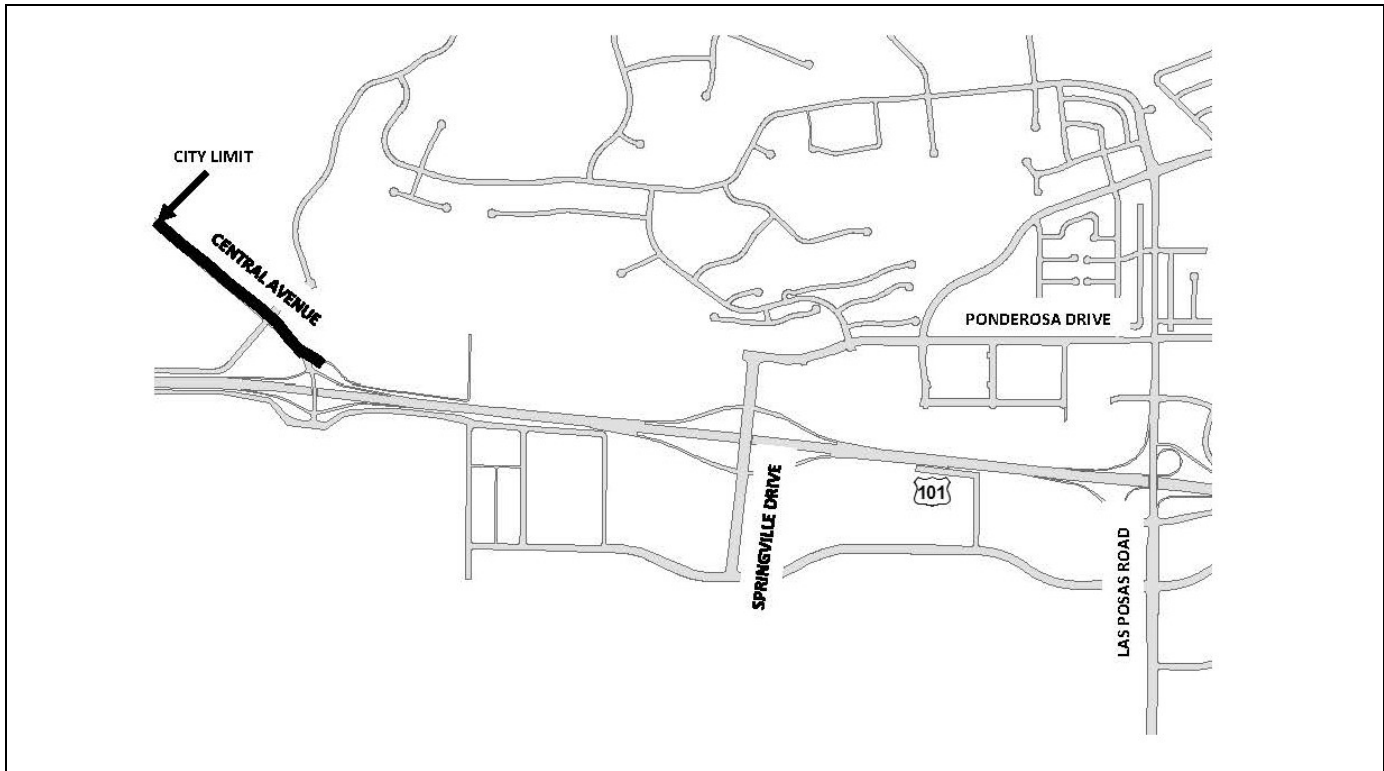 CITY LIMIT
CENTRAL AVENUE
PONDEROSA DRIVE
SPRINGVILLE DRIVE
101
LAS POSAS ROAD